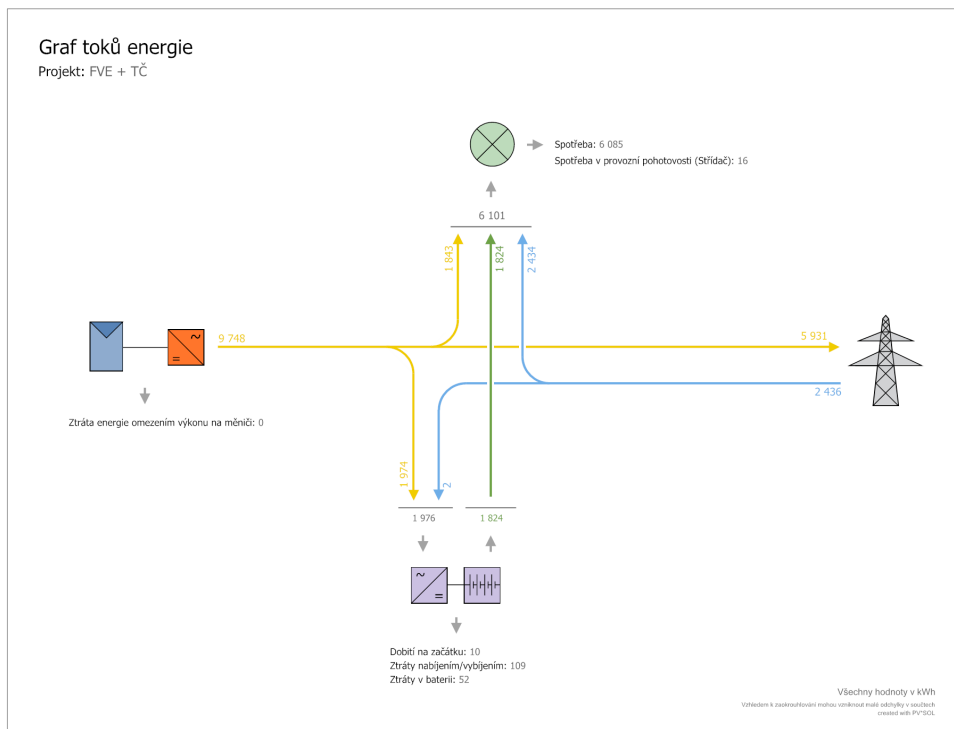 Graf toků energie
Projekt: FVE + TČ
Spotřeba: 6 085
Spotřeba v provozní pohotovosti (Střídač): 16
6 101
1 843
1 824
2 434
9 748
5 931
2 436
Ztráta energie omezením výkonu na měniči: 0
1 974
2
1 976
1 824
Dobití na začátku: 10
Ztráty nabíjením/vybíjením: 109
Ztráty v baterii: 52
Všechny hodnoty v kWh
Vzhledem k zaokrouhlování mohou vzniknout malé odchylky v součtech
created with PV*SOL